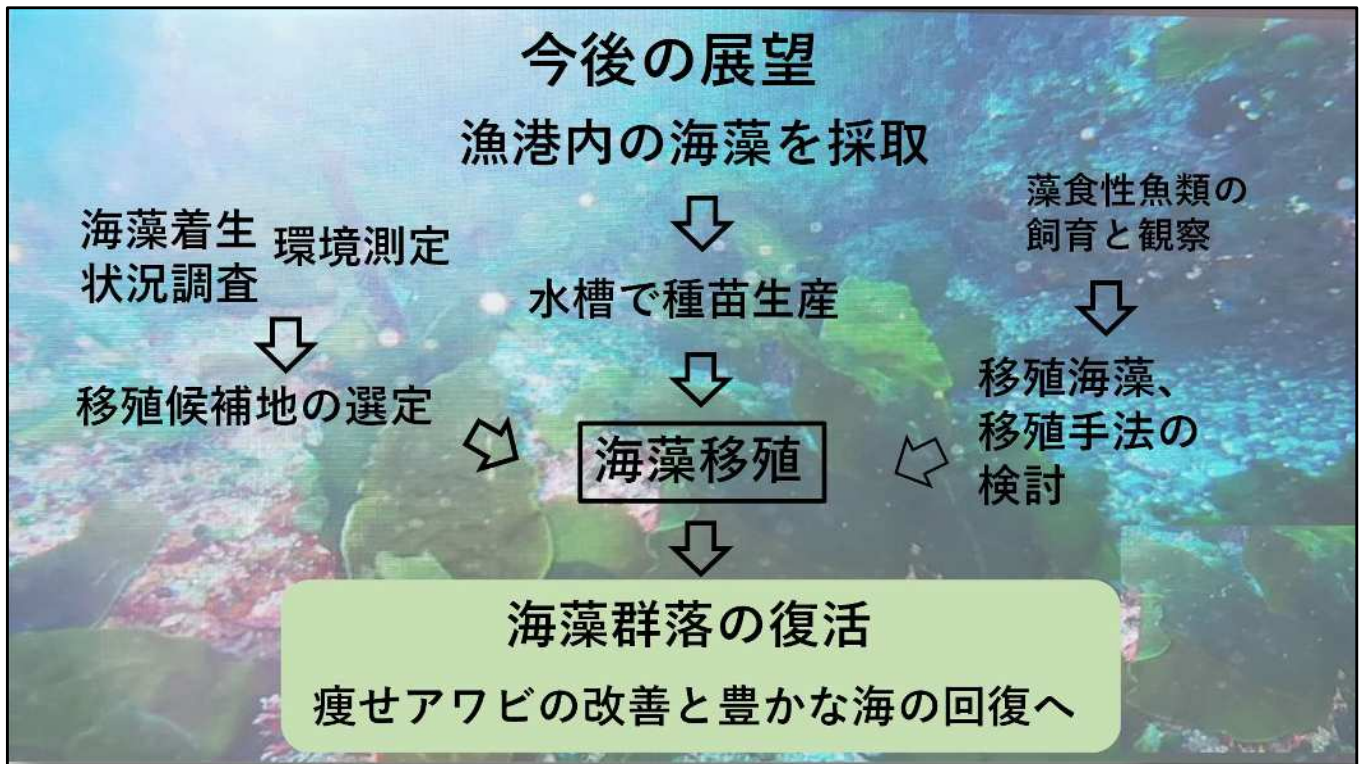 今後の展望
漁港内の海藻を採取
海藻着生
状況調査
環境測定
移殖候補地の選定
水槽で種苗生産
藻食性魚類の
飼育と観察
移殖海藻、
移殖手法の
検討
海藻移殖
海藻群落の復活
痩せアワビの改善と豊かな海の回復へ